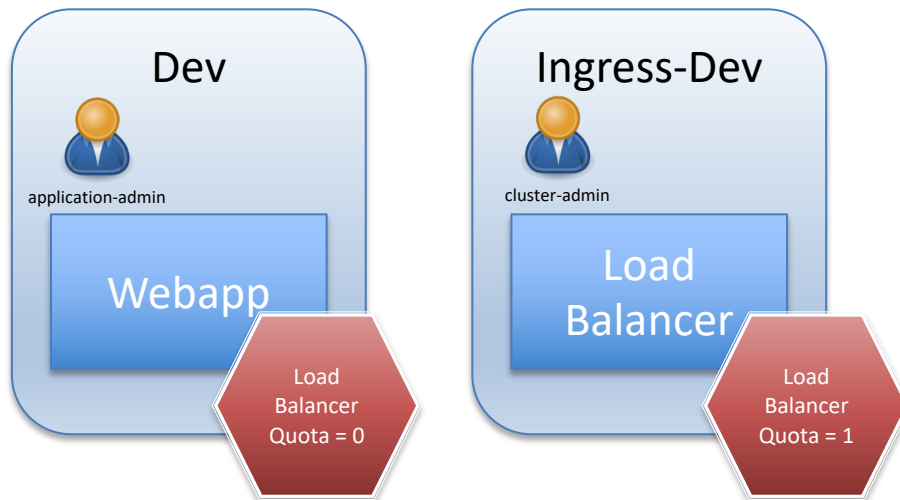 Dev
application-admin
Webapp
Load
Balancer
Quota = 0
Ingress-Dev
cluster-admin
Load
Balancer
Load
Balancer
Quota = 1